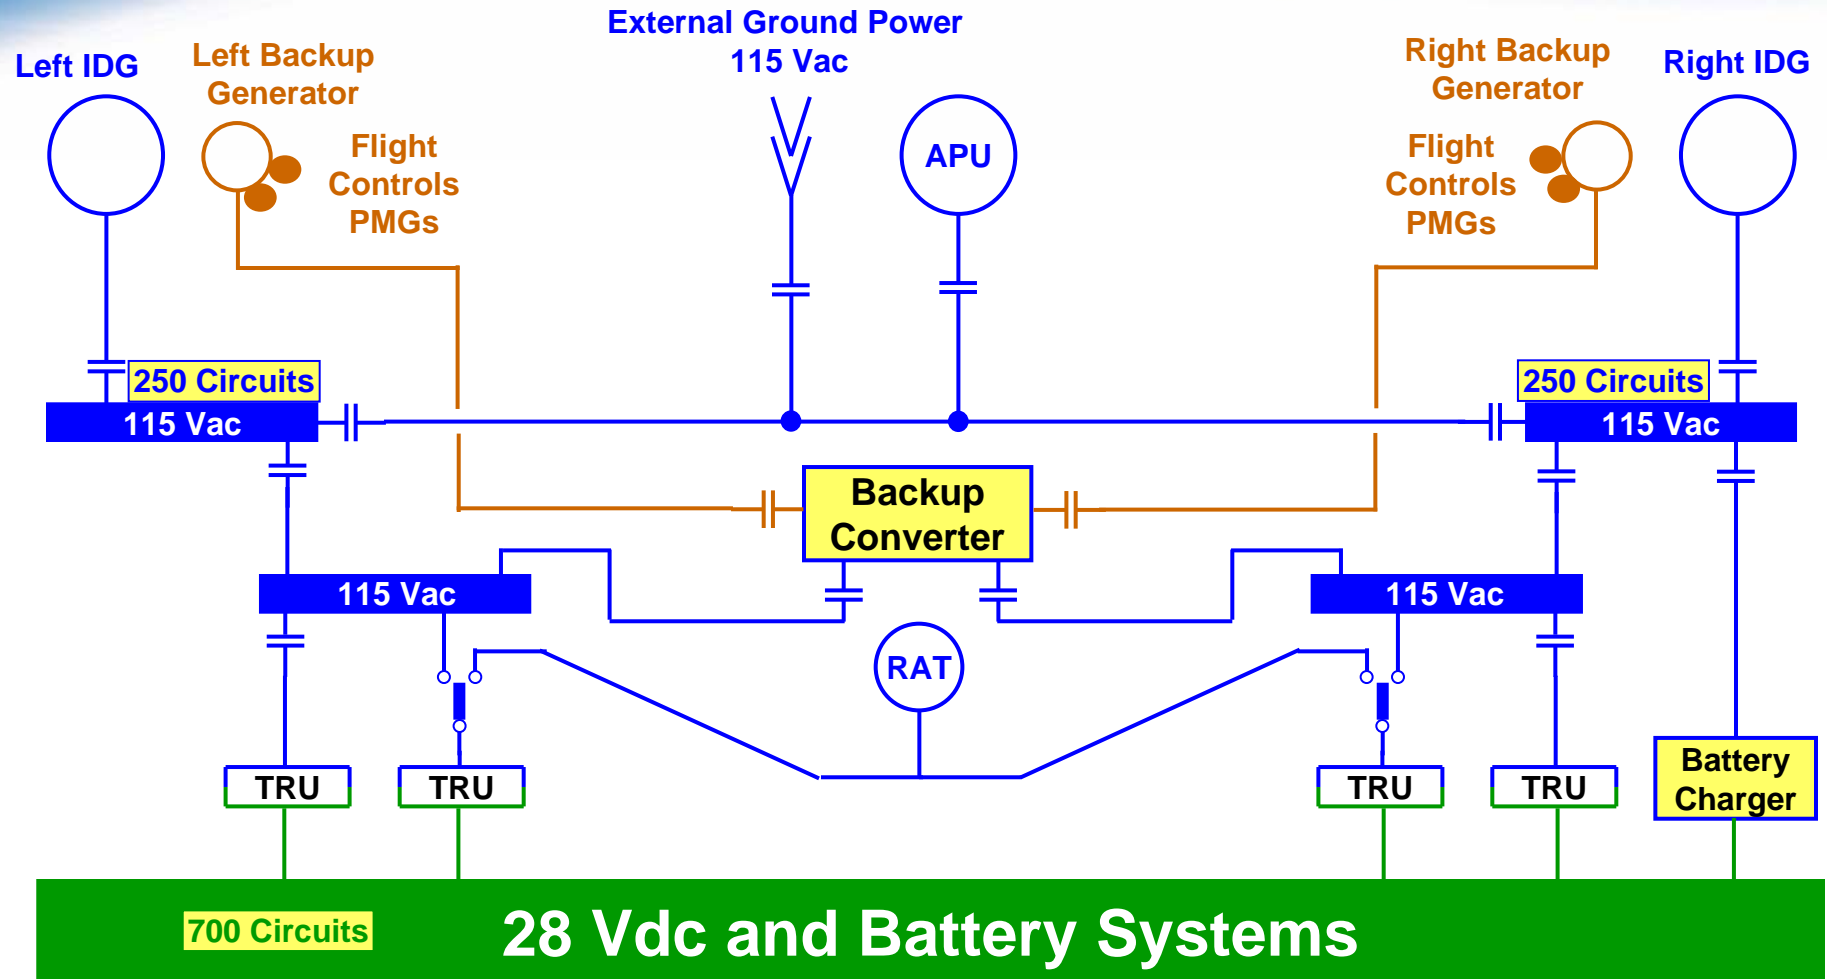 External Ground Power
115 Vac
Left IDG
Left Backup
Generator
Flight
Controls
PMGs
APU
Right Backup
Generator
Flight
Controls
PMGs
Right IDG
250 Circuits
115 Vac
250 Circuits
115 Vac
Backup
Converter
115 Vac
115 Vac
RAT
TRU
TRU
TRU
TRU
Battery
Charger
700 Circuits
28 Vdc and Battery Systems